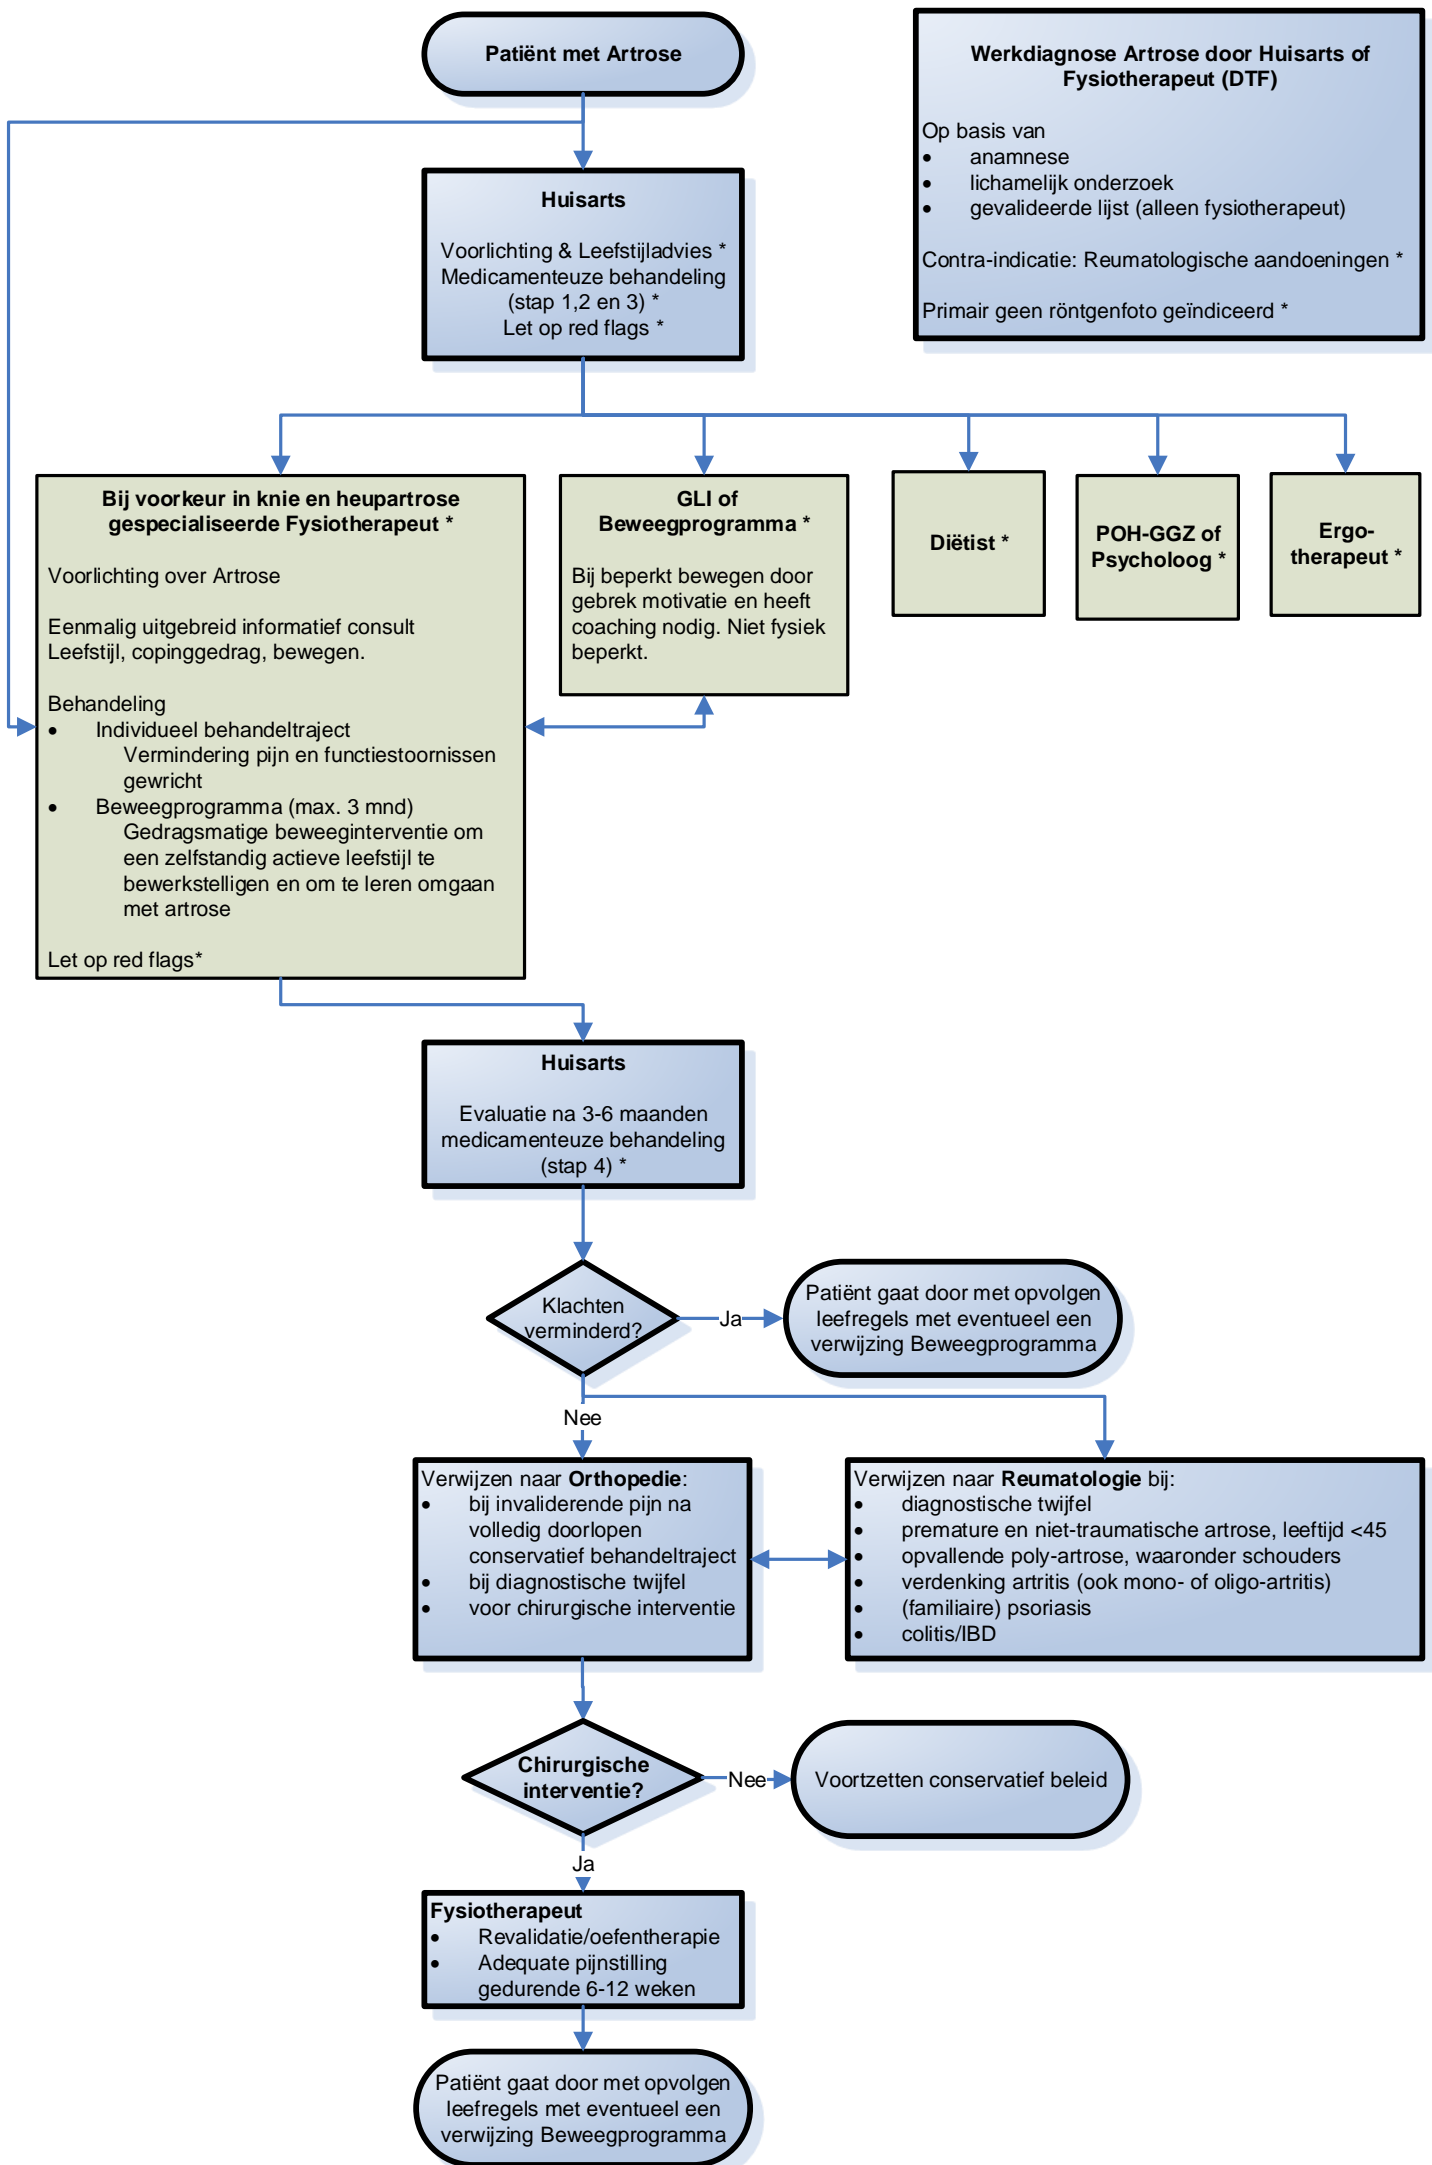 Patiënt met Artrose
Werkdiagnose Artrose door Huisarts of
Fysiotherapeut (DTF)
Op basis van
• anamnese
• lichamelijk onderzoek
• gevalideerde lijst (alleen fysiotherapeut)
Contra-indicatie: Reumatologische aandoeningen *
Primair geen röntgenfoto geïndiceerd *
Huisarts
Voorlichting & Leefstijladvies *
Medicamenteuze behandeling
(stap 1,2 en 3) *
Let op red flags *
Bij voorkeur in knie en heupartrose
gespecialiseerde Fysiotherapeut *
Voorlichting over Artrose
Eenmalig uitgebreid informatief consult
Leefstijl, copinggedrag, bewegen.
Behandeling
• Individueel behandeltraject
Vermindering pijn en functiestoornissen
gewricht
• Beweegprogramma (max. 3 mnd)
Gedragsmatige beweeginterventie om
een zelfstandig actieve leefstijl te
bewerkstelligen en om te leren omgaan
met artrose
Let op red flags*
GLI of
Beweegprogramma *
Bij beperkt bewegen door
gebrek motivatie en heeft
coaching nodig. Niet fysiek
beperkt.
Diëtist *
POH-GGZ of
Psycholoog *
Ergo-
therapeut *
Huisarts
Evaluatie na 3-6 maanden
medicamenteuze behandeling
(stap 4) *
Klachten
verminderd?
Ja
Patiënt gaat door met opvolgen
leefregels met eventueel een
verwijzing Beweegprogramma
Nee
Verwijzen naar Orthopedie:
• bij invaliderende pijn na
volledig doorlopen
conservatief behandeltraject
• bij diagnostische twijfel
• voor chirurgische interventie
Verwijzen naar Reumatologie bij:
• diagnostische twijfel
• premature en niet-traumatische artrose, leeftijd <45
• opvallende poly-artrose, waaronder schouders
• verdenking artritis (ook mono- of oligo-artritis)
• (familiaire) psoriasis
• colitis/IBD
Chirurgische
interventie?
Nee
Voortzetten conservatief beleid
Ja
Fysiotherapeut
• Revalidatie/oefentherapie
• Adequate pijnstilling
gedurende 6-12 weken
Patiënt gaat door met opvolgen
leefregels met eventueel een
verwijzing Beweegprogramma